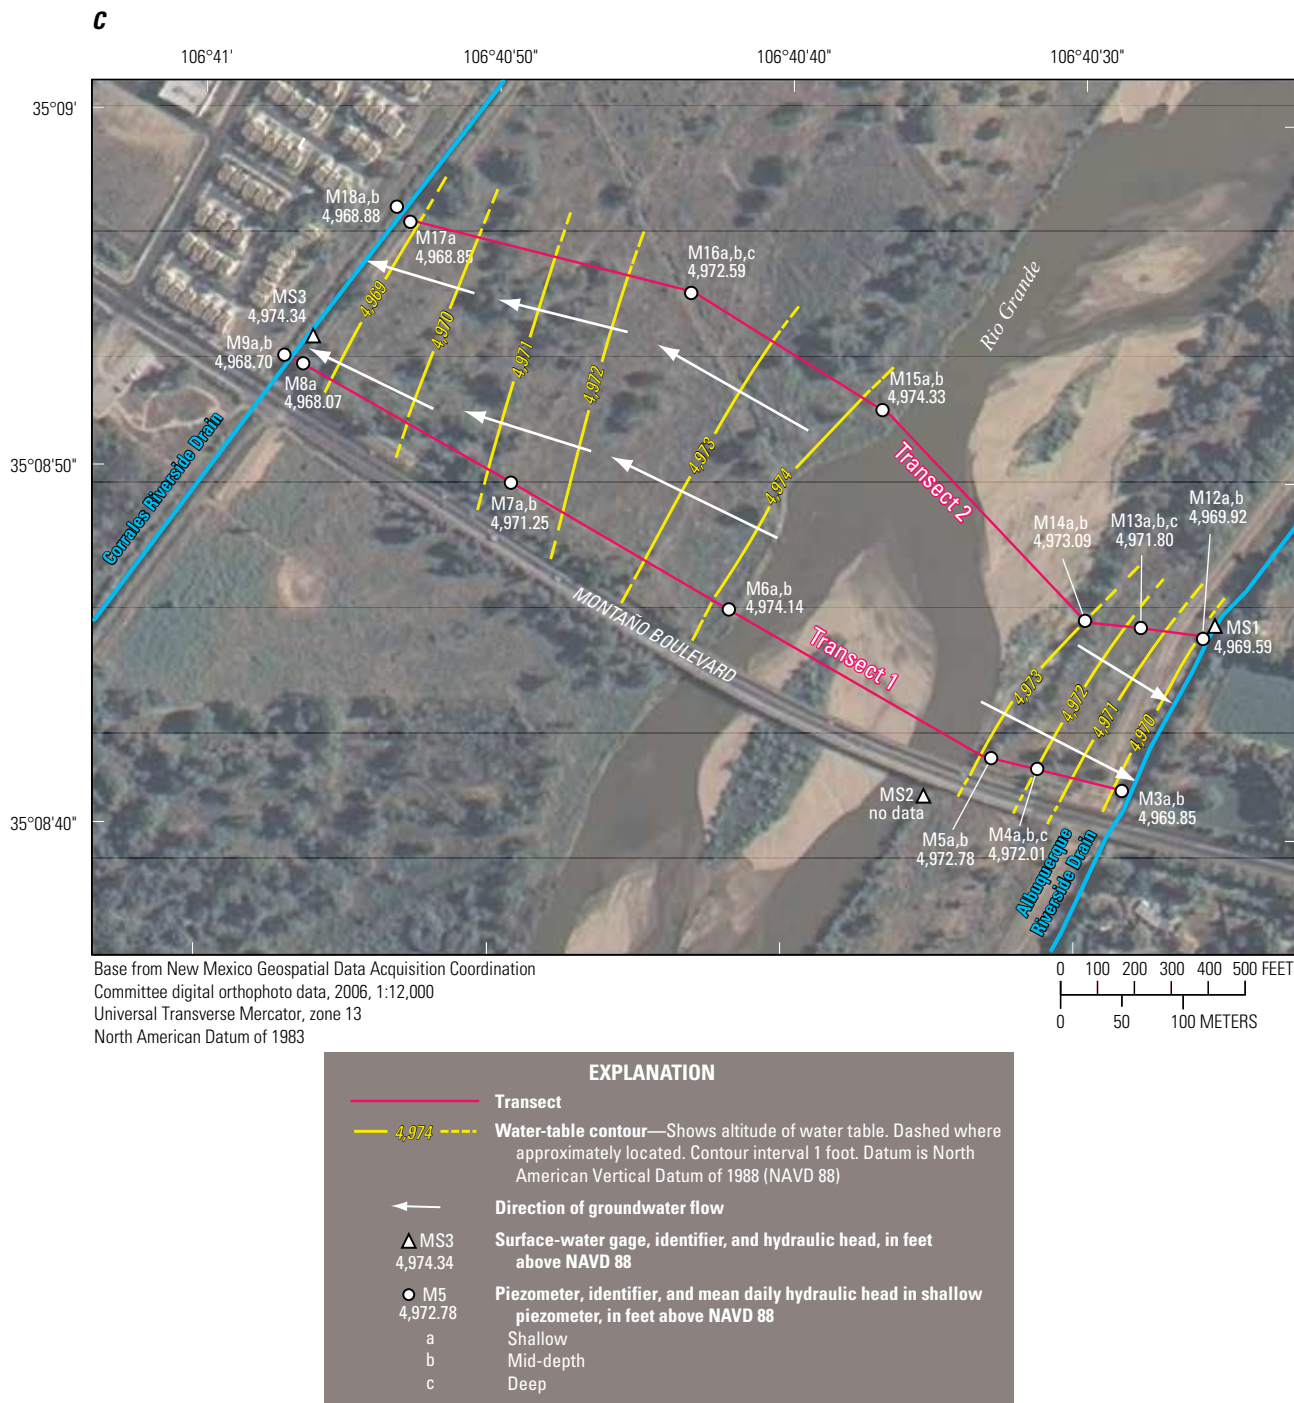 C
106°41'
106°40'50"
106°40'40"
106°40'30"
35°09'
35°08'50"
35°08'40"
M18a,b
4,968.88
M17a
4,968.85
M16a,b,c
4,972.59
Rio Grande
MS3
4,974.34
M9a,b
4,968.70
M8a
4,968.07
4,969
4,970
4,971
4,972
4,973
4,974
M15a,b
4,974.33
Transect 2
Corrales Riverside Drain
M7a,b
4,971.25
M12a,b
4,969.92
M14a,b
4,973.09
M13a,b,c
4,971.80
M6a,b
4,974.14
MONTAÑO BOULEVARD
Transect 1
MS1
4,969.59
4,973
4,972
4,971
4,970
MS2
no data
M5a,b
4,972.78
M4a,b,c
4,972.01
M3a,b
4,969.85
Albuquerque
Riverside Drain
Base from New Mexico Geospatial Data Acquisition Coordination
Committee digital orthophoto data, 2006, 1:12,000
Universal Transverse Mercator, zone 13
North American Datum of 1983
0 100 200 300 400 500 FEET
0 50 100 METERS
EXPLANATION
Transect
4,974 Water-table contour—Shows altitude of water table. Dashed where
approximately located. Contour interval 1 foot. Datum is North
American Vertical Datum of 1988 (NAVD 88)
Direction of groundwater flow
MS3 Surface-water gage, identifier, and hydraulic head, in feet
4,974.34 above NAVD 88
M5 Piezometer, identifier, and mean daily hydraulic head in shallow
4,972.78 piezometer, in feet above NAVD 88
a Shallow
b Mid-depth
c Deep